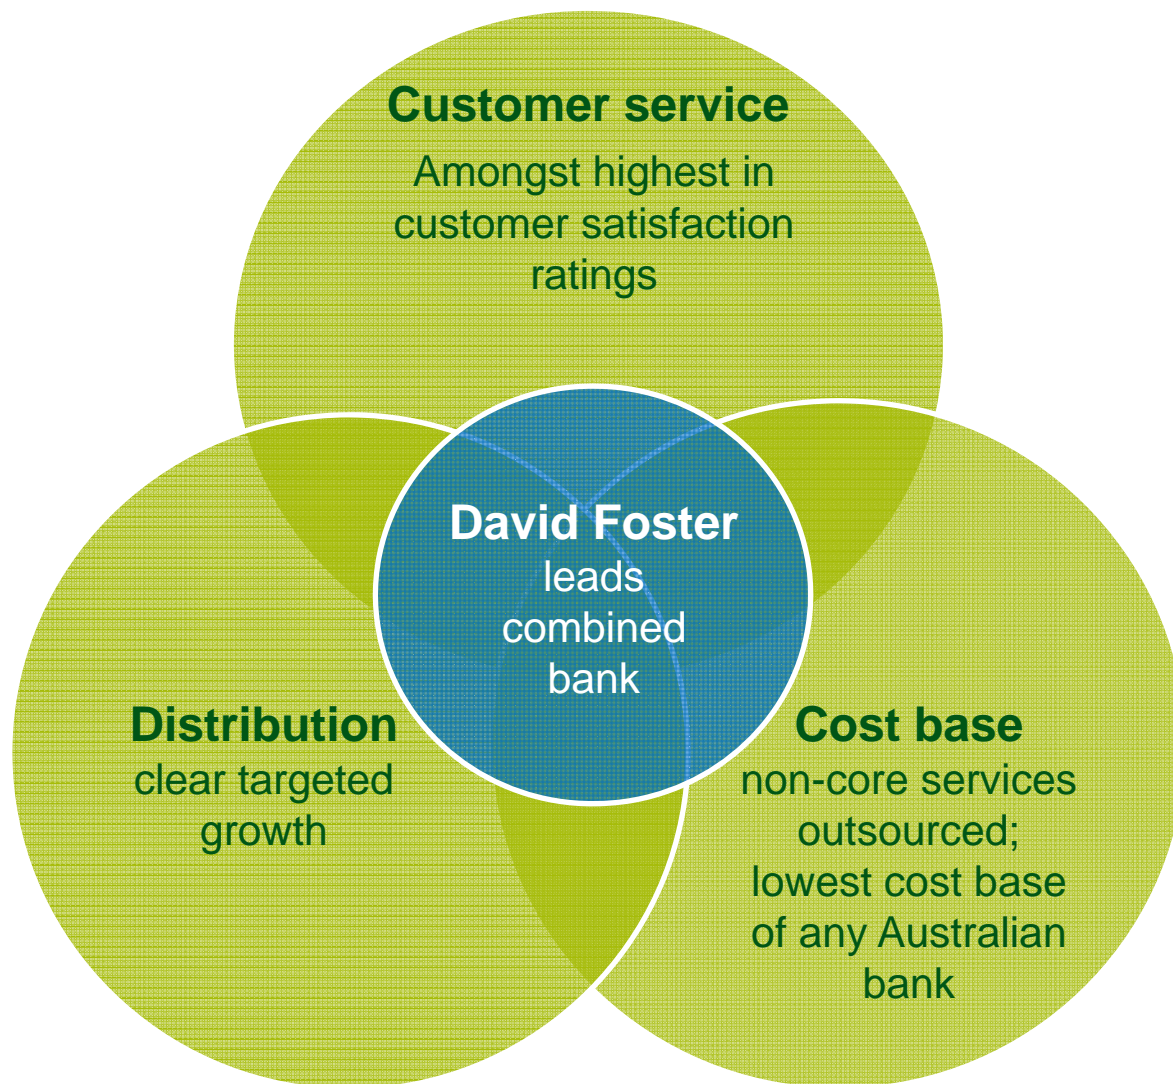 Customer service
Amongst highest in
customer satisfaction
ratings
David Foster
leads
combined
bank
Distribution
clear targeted
growth
Cost base
non-core services
outsourced;
lowest cost base
of any Australian
bank